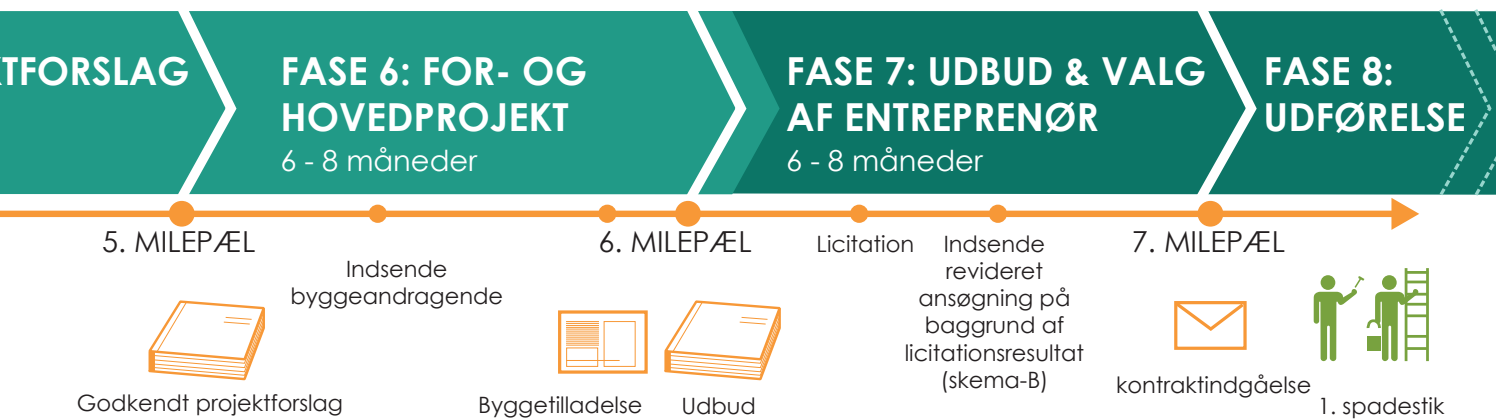 KTFORSLAG
FASE 6: FOR- OG
HOVEDPROJEKT
6 - 8 måneder
FASE 7: UDBUD & VALG
AF ENTREPRENØR
6 - 8 måneder
FASE 8:
UDFØRELSE
5. MILEPÆL
Indsende
byggeandragende
6. MILEPÆL
Licitation
Indsende
revideret
ansøgning på
baggrund af
licitationsresultat
(skema-B)
7. MILEPÆL
Godkendt projektforslag
Byggetilladelse
Udbud
kontraktindgåelse
1. spadestik